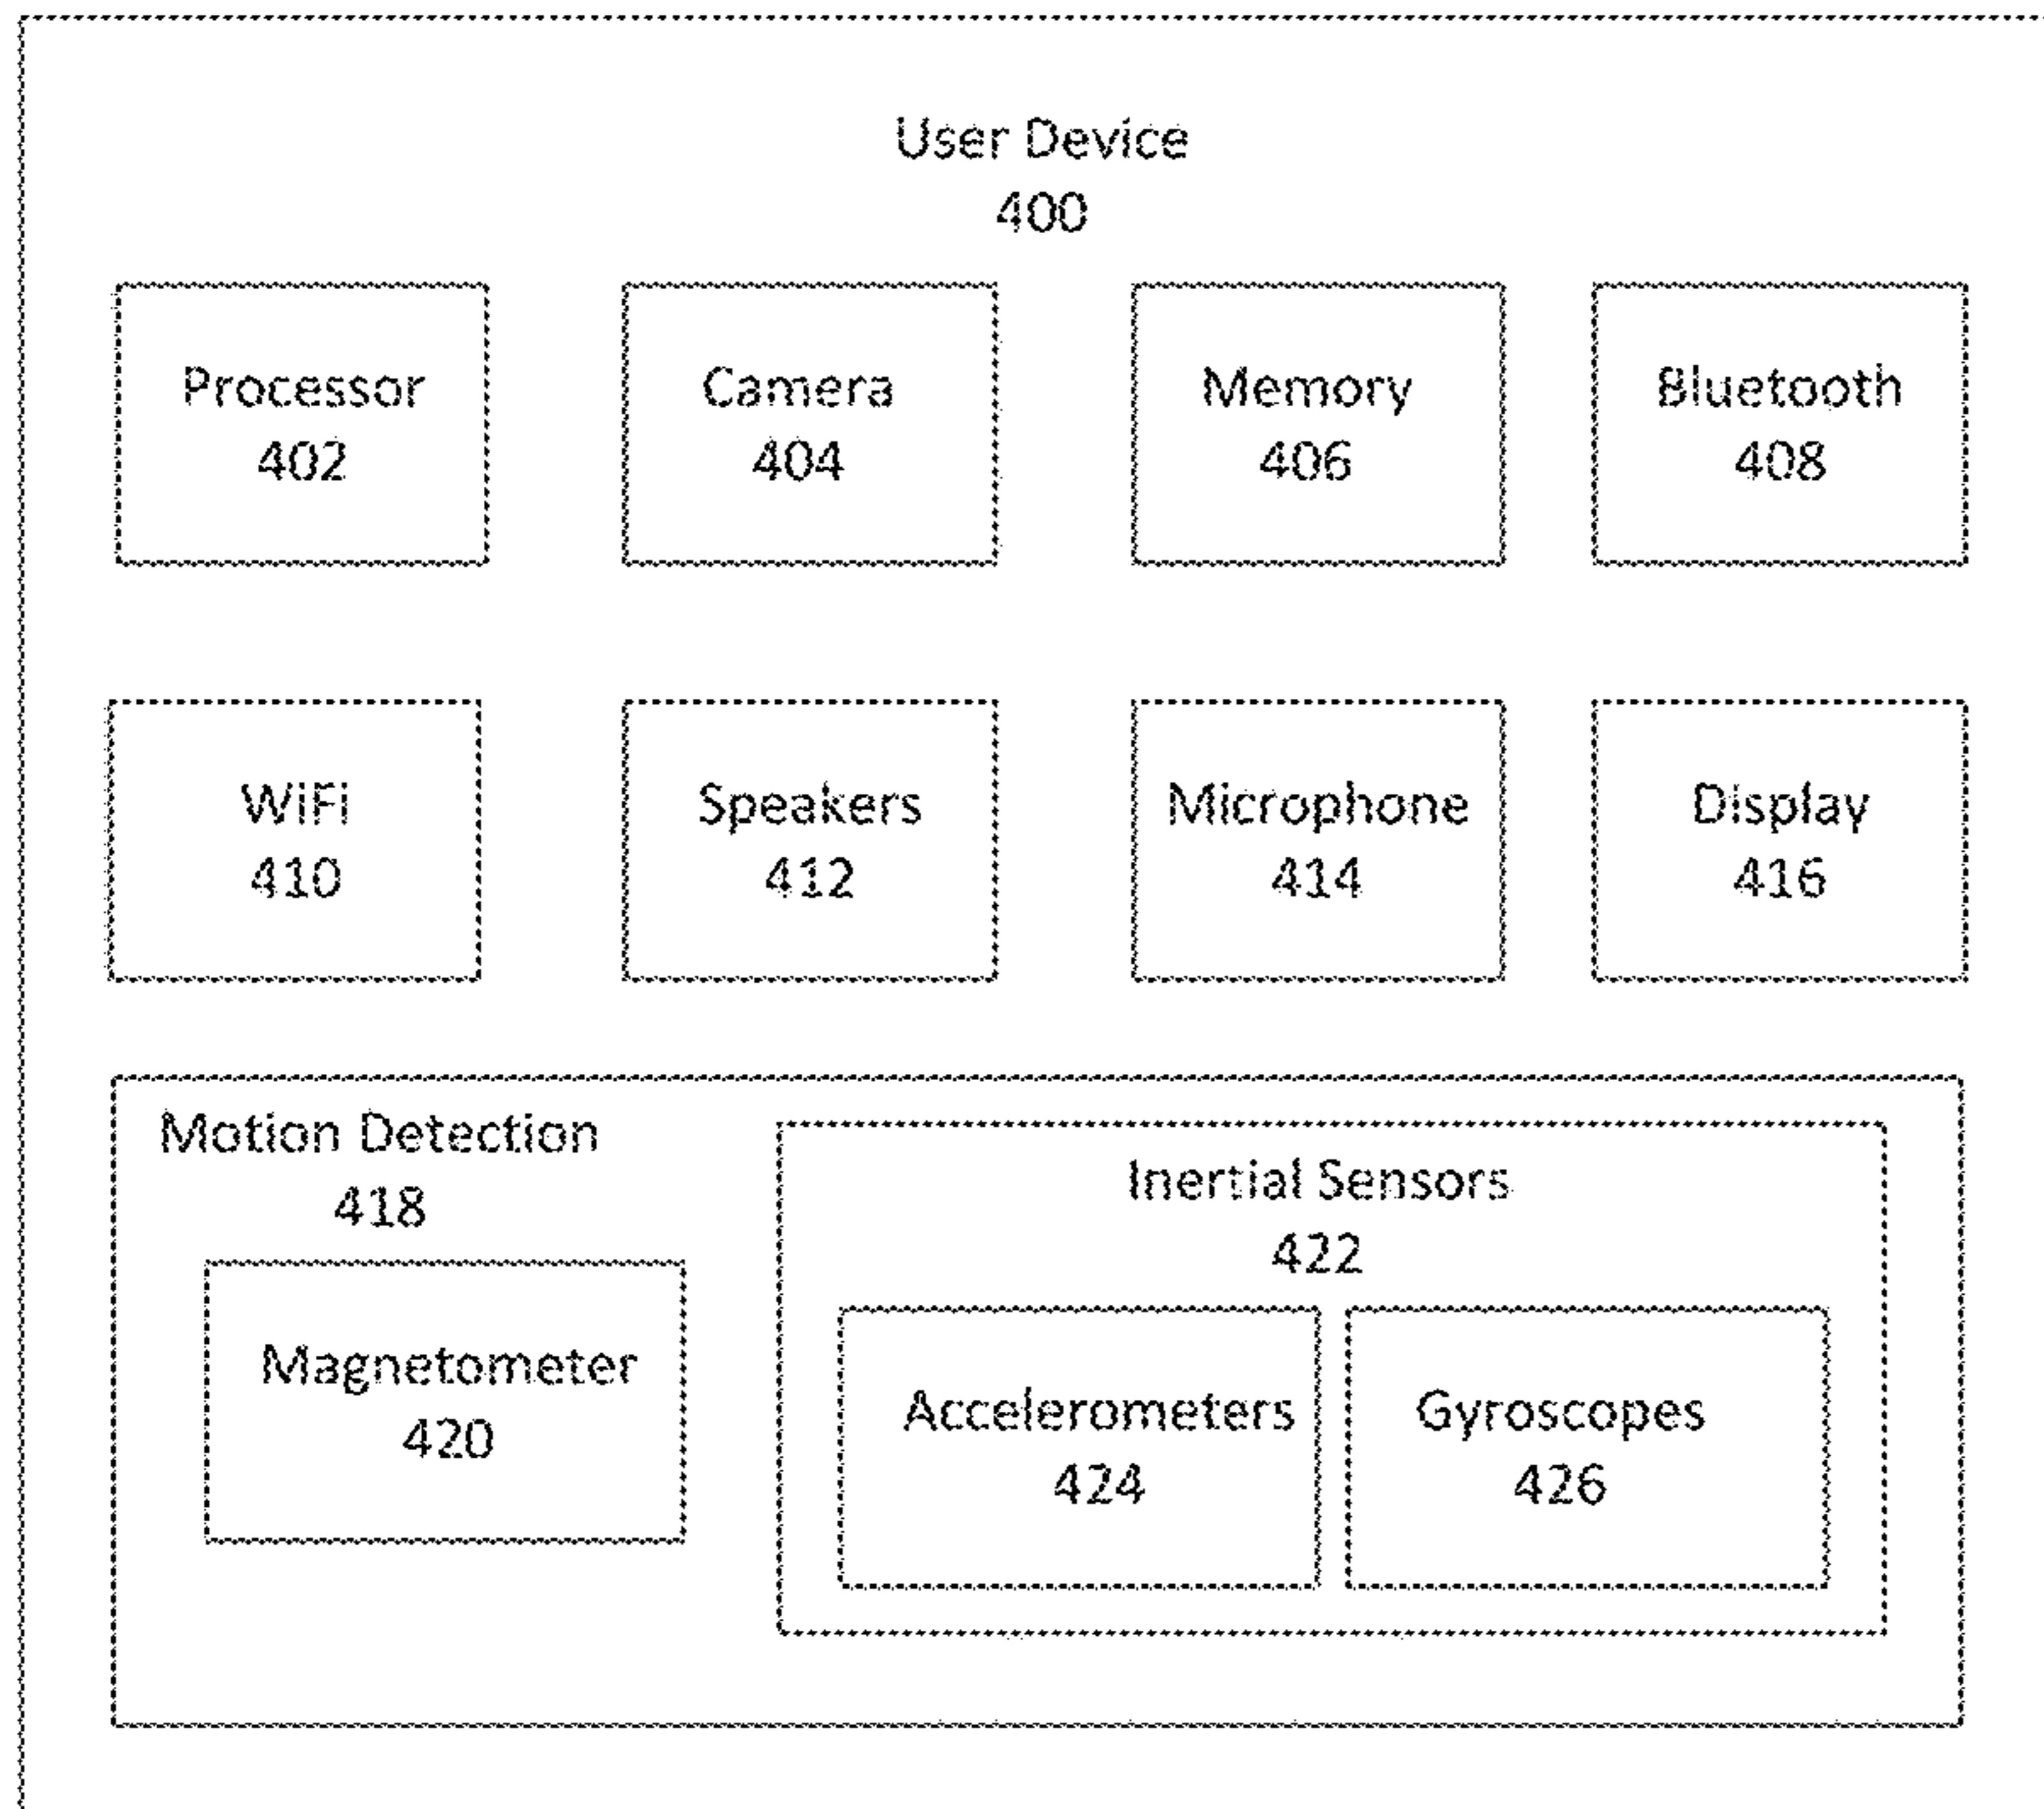 User Device
400
Processor
402
Camera
404
Memory
406
Bluetooth
408
WiFi
410
Speakers
412
Microphone
414
Display
416
Motion Detection
418
Magnetometer
420
Inertial Sensors
422
Accelerometers
424
Gyroscopes
426